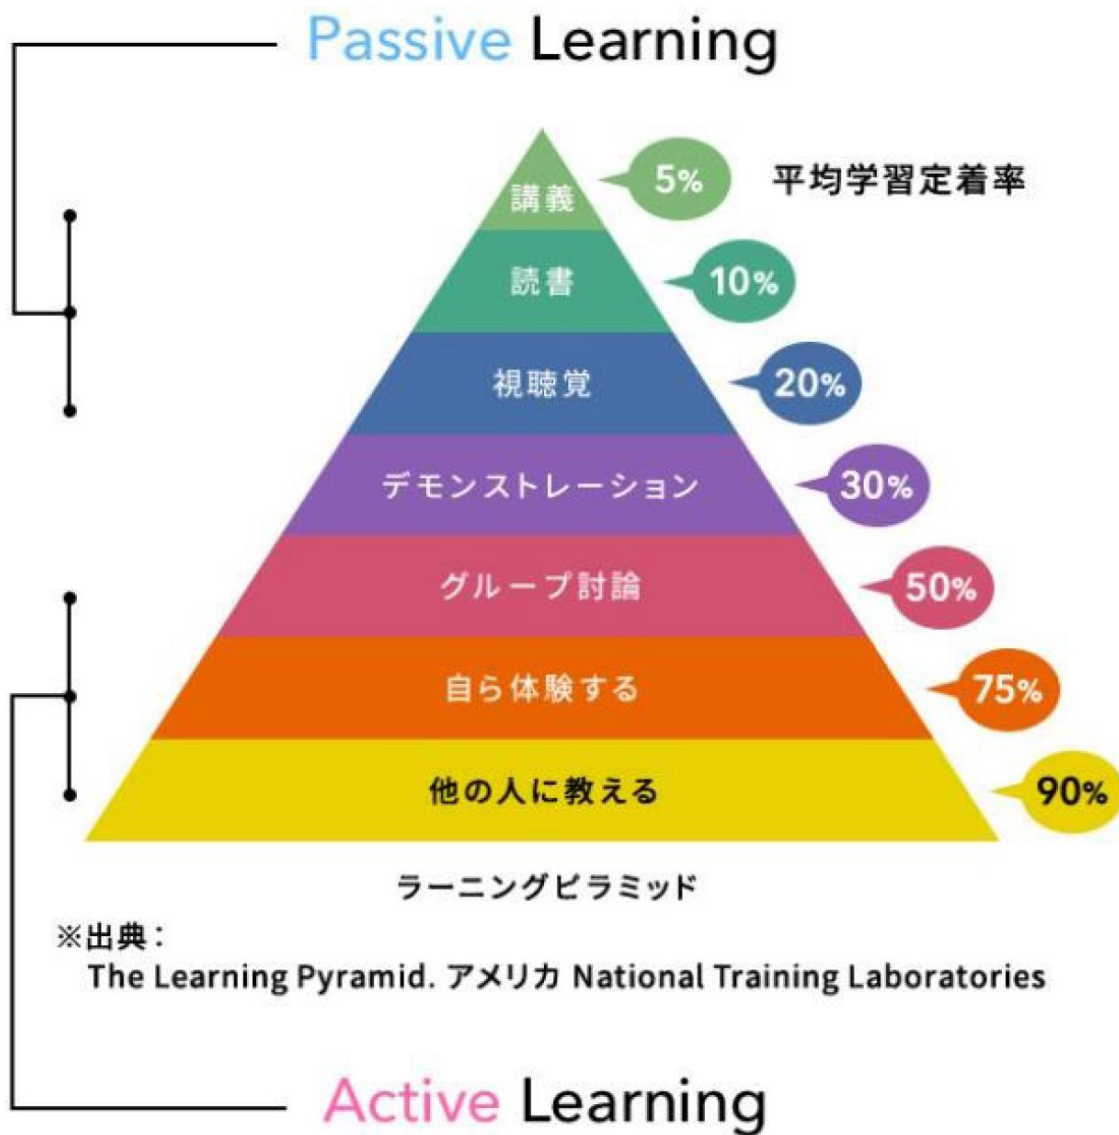 Passive Learning
5% 平均学習定着率
講義
読書 10%
視聴覚 20%
デモンストレーション 30%
グループ討論 50%
自ら体験する 75%
他の人に教える 90%
ラーニングピラミッド
※出典：
The Learning Pyramid. アメリカ National Training Laboratories
Active Learning